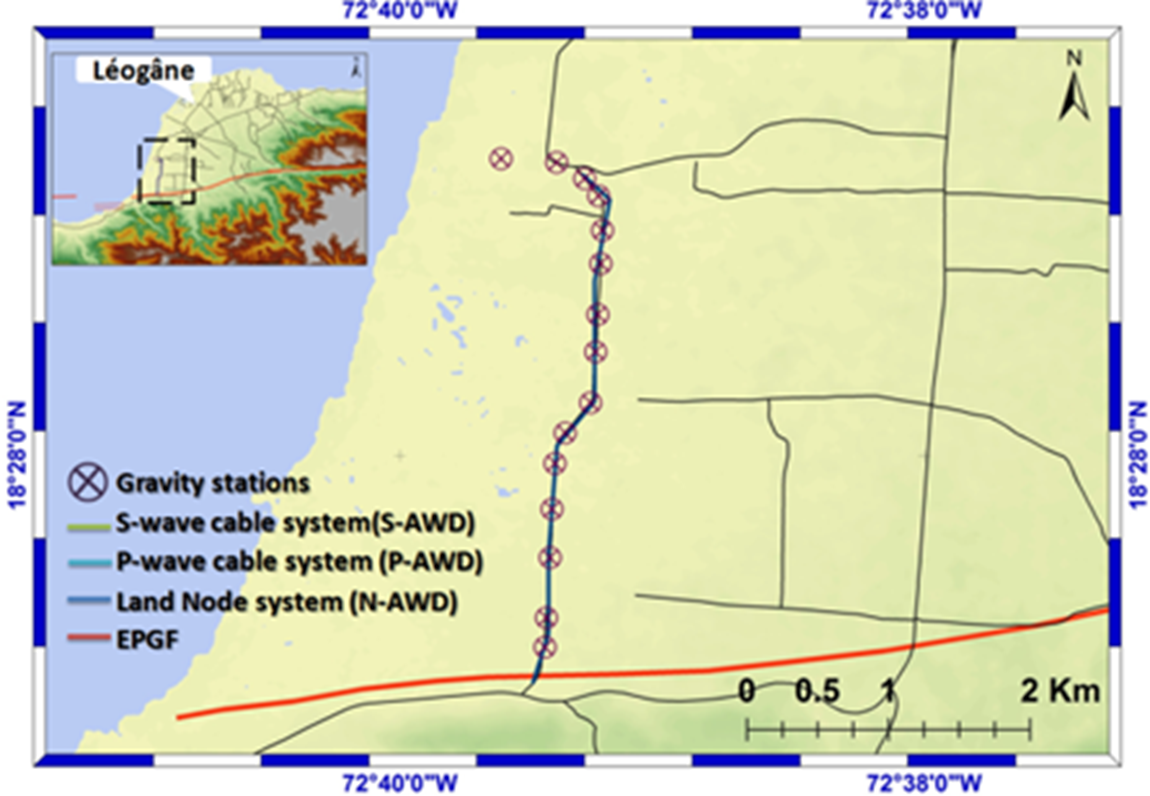 72°40'0"W 72°38'0"W
Léogâne
N
18°28'0"N
18°28'0"N
Gravity stations
S-wave cable system(S-AWD)
P-wave cable system (P-AWD)
Land Node system (N-AWD)
EPGF
0 0.5 1 2 Km
72°40'0"W 72°38'0"W